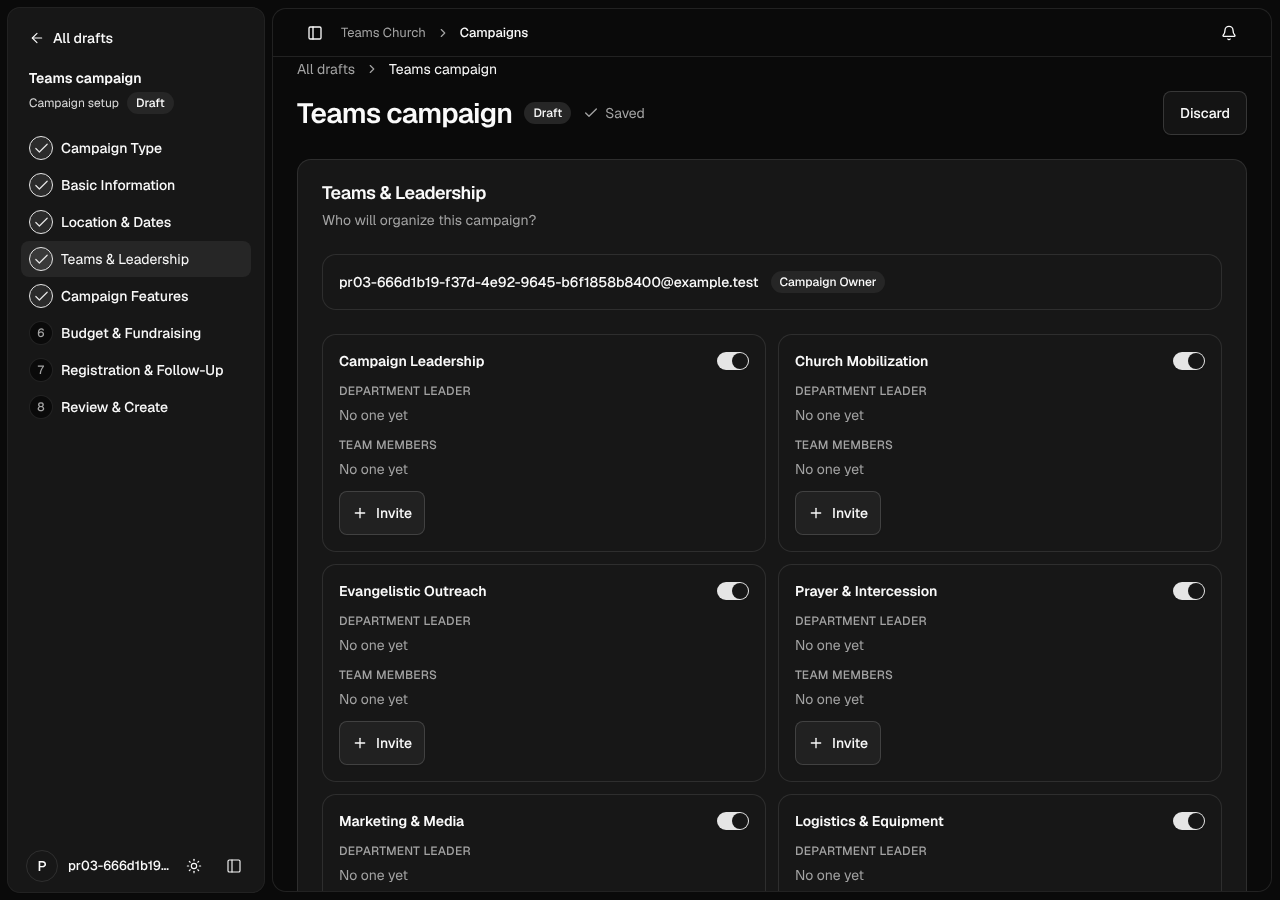 All drafts
Teams campaign
Campaign setup Draft
Campaign Type
Basic Information
Location & Dates
Teams & Leadership
Campaign Features
6 Budget & Fundraising
7 Registration & Follow-Up
8 Review & Create
P pr03-666d1b19...
Teams Church > Campaigns
All drafts > Teams campaign
Teams campaign Draft Saved
Discard
Teams & Leadership
Who will organize this campaign?
pr03-666d1b19-f37d-4e92-9645-b6f1858b8400@example.test Campaign Owner
Campaign Leadership
DEPARTMENT LEADER
No one yet
TEAM MEMBERS
No one yet
+ Invite
Church Mobilization
DEPARTMENT LEADER
No one yet
TEAM MEMBERS
No one yet
+ Invite
Evangelistic Outreach
DEPARTMENT LEADER
No one yet
TEAM MEMBERS
No one yet
+ Invite
Prayer & Intercession
DEPARTMENT LEADER
No one yet
TEAM MEMBERS
No one yet
+ Invite
Marketing & Media
DEPARTMENT LEADER
No one yet
Logistics & Equipment
DEPARTMENT LEADER
No one yet